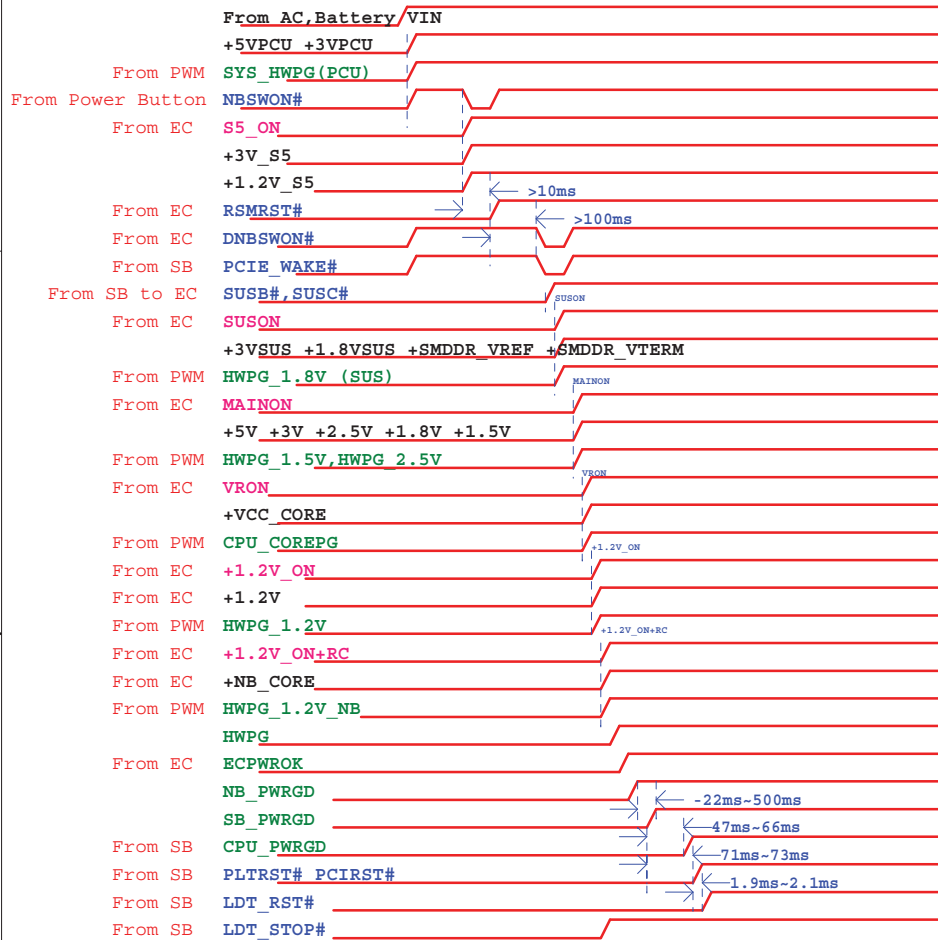 From AC,Battery VIN
+5VPCU +3VPCU
From PWM SYS_HWPG(PCU)
From Power Button NBSWON#
From EC S5_ON
+3V_S5
+1.2V_S5
>10ms
From EC RSMRST#
>100ms
From EC DNBSWON#
From SB PCIE_WAKE#
From SB to EC SUSB#,SUSC#
SUSON
From EC SUSON
+3VSUS +1.8VSUS +SMDDR_VREF +SMDDR_VTERM
From PWM HWPG_1.8V (SUS)
MAINON
From EC MAINON
+5V +3V +2.5V +1.8V +1.5V
From PWM HWPG_1.5V,HWPG_2.5V
VRON
From EC VRON
+VCC_CORE
From PWM CPU_COREPG
+1.2V_ON
From EC +1.2V_ON
From EC +1.2V
From PWM HWPG_1.2V
+1.2V_ON+RC
From EC +1.2V_ON+RC
From EC +NB_CORE
From PWM HWPG_1.2V_NB
HWPG
From EC ECPWROK
NB_PWRGD
-22ms~500ms
SB_PWRGD
47ms~66ms
From SB CPU_PWRGD
71ms~73ms
From SB PLTRST# PCIRST#
1.9ms~2.1ms
From SB LDT_RST#
From SB LDT_STOP#